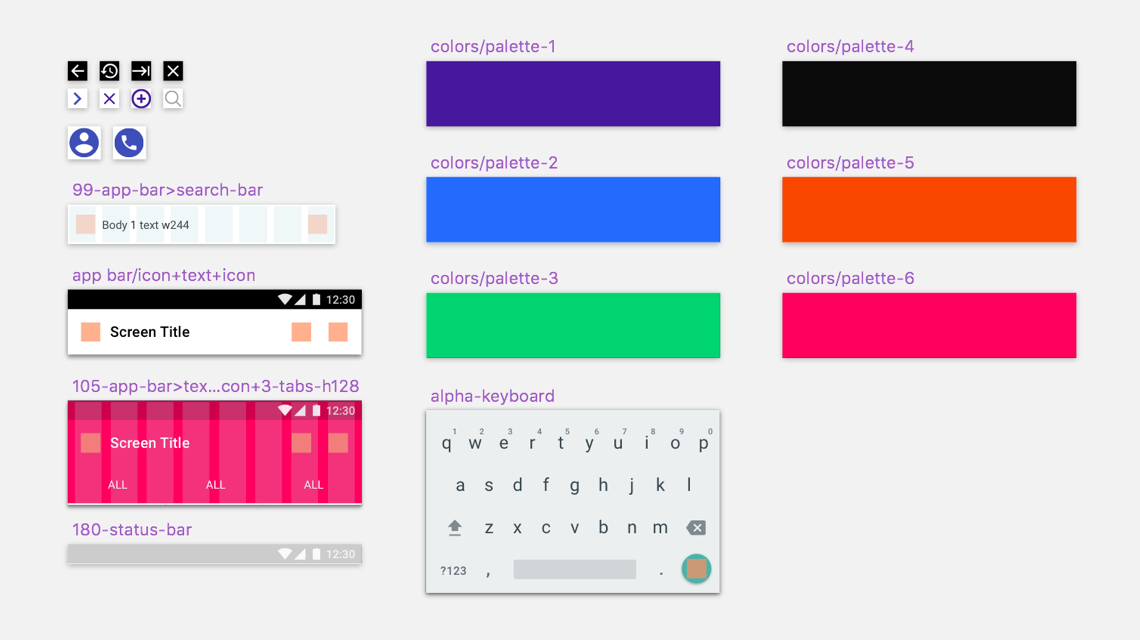 99-app-bar>search-bar
Body 1 text w244
app bar/icon+text+icon
12:30
Screen Title
105-app-bar>tex...con+3-tabs-h128
12:30
Screen Title
ALL ALL ALL
180-status-bar
12:30
colors/palette-1
colors/palette-2
colors/palette-3
alpha-keyboard
1 2 3 4 5 6 7 8 9 0
q w e r t y u i o p
a s d f g h j k l
z x c v b n m
?123 , .
colors/palette-4
colors/palette-5
colors/palette-6